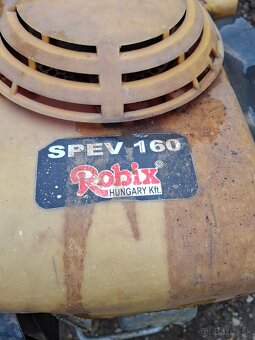 SPEV 160
Robix®
HUNGARY Kft.